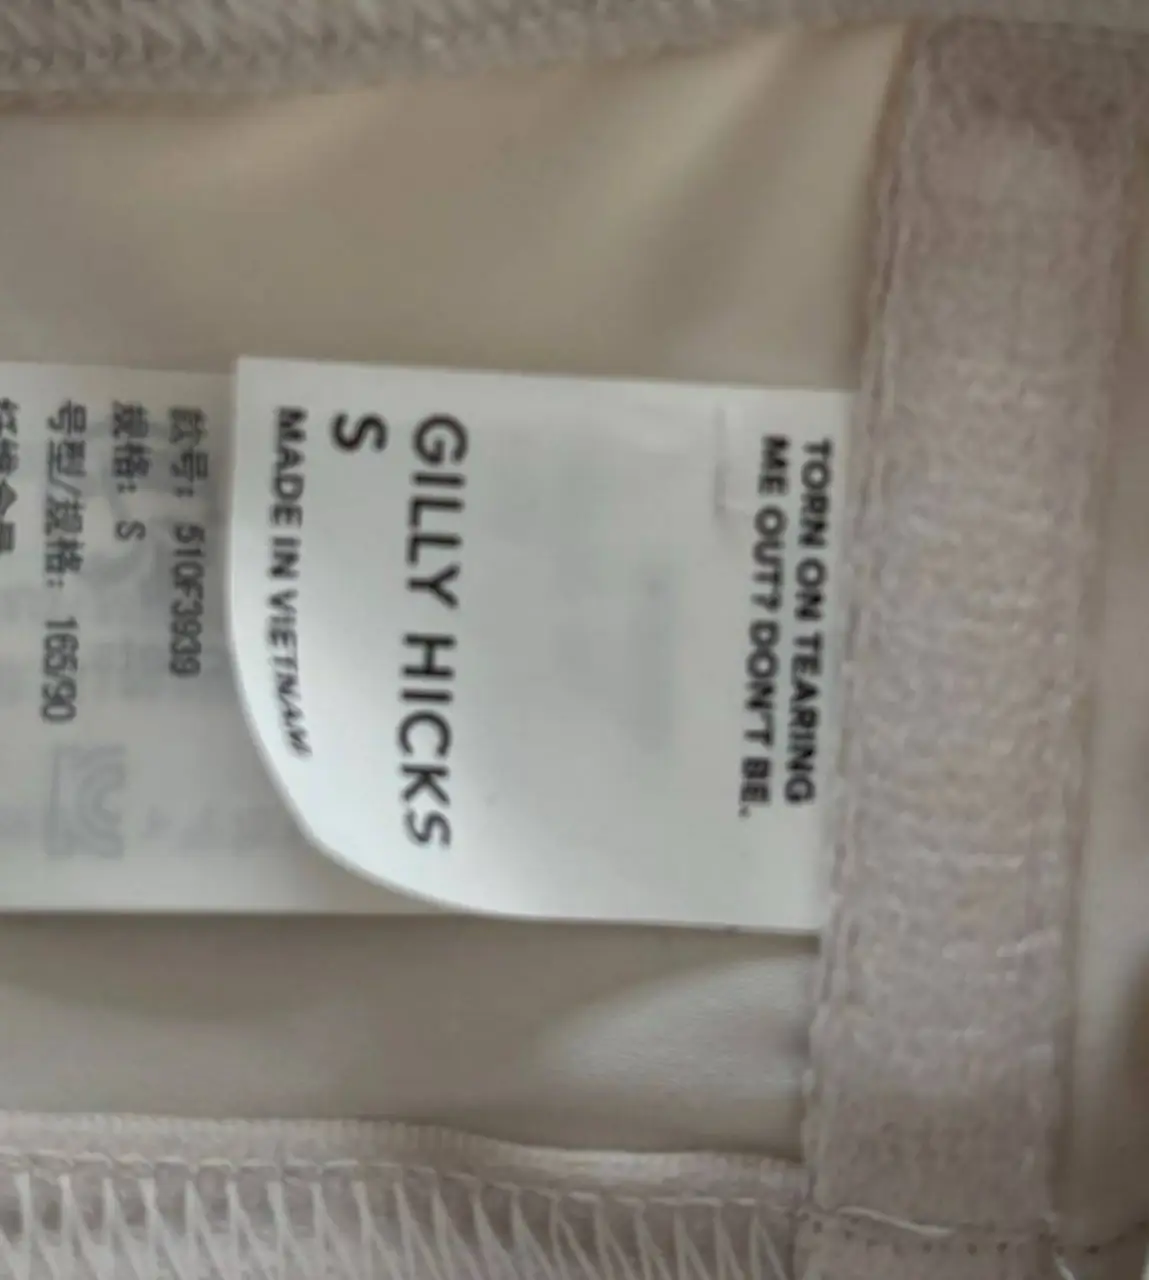 TORN ON TEARING
ME OUT? DON'T BE.
GILLY HICKS
S
MADE IN VIETNAM
款号: 510F3939
规格: S
号型/规格: 165/90